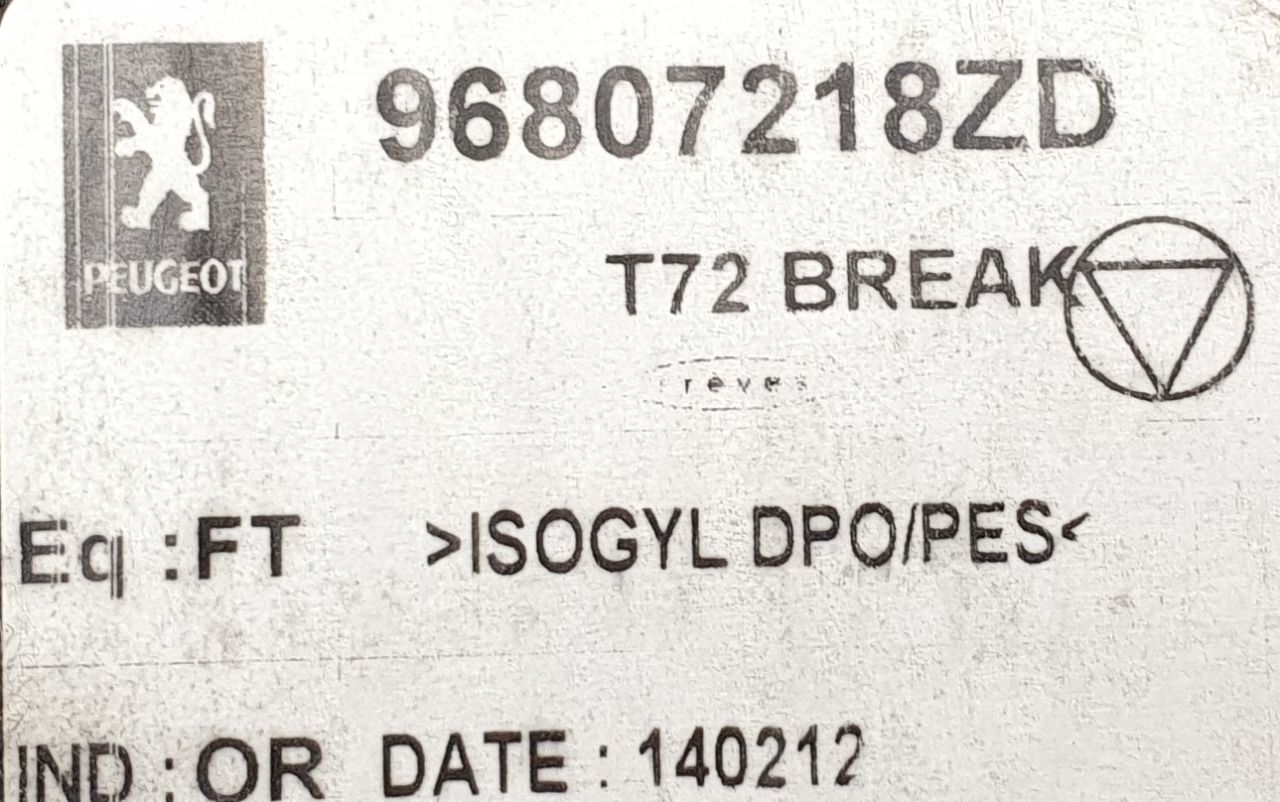 PEUGEOT
96807218ZD
T72 BREAK
reves
Eq : FT >ISOGYL DPO/PES<
IND : OR DATE : 140212